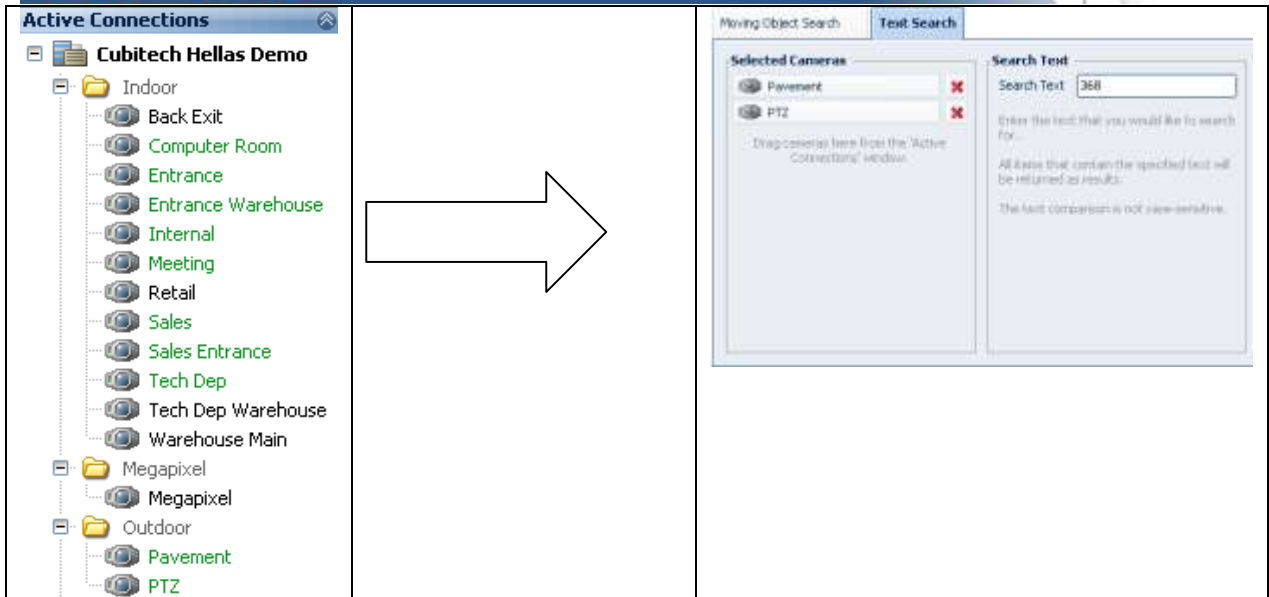 Active Connections
Cubitech Hellas Demo
Indoor
Back Exit
Computer Room
Entrance
Entrance Warehouse
Internal
Meeting
Retail
Sales
Sales Entrance
Tech Dep
Tech Dep Warehouse
Warehouse Main
Megapixel
Megapixel
Outdoor
Pavement
PTZ
Moving Object Search
Text Search
Selected Cameras
Pavement
PTZ
Drag cameras here from the 'Active
Connections' window
Search Text
Search Text 368
Enter the text that you would like to search
for...
All items that contain the specified text will
be returned as results.
The text comparison is not case-sensitive.